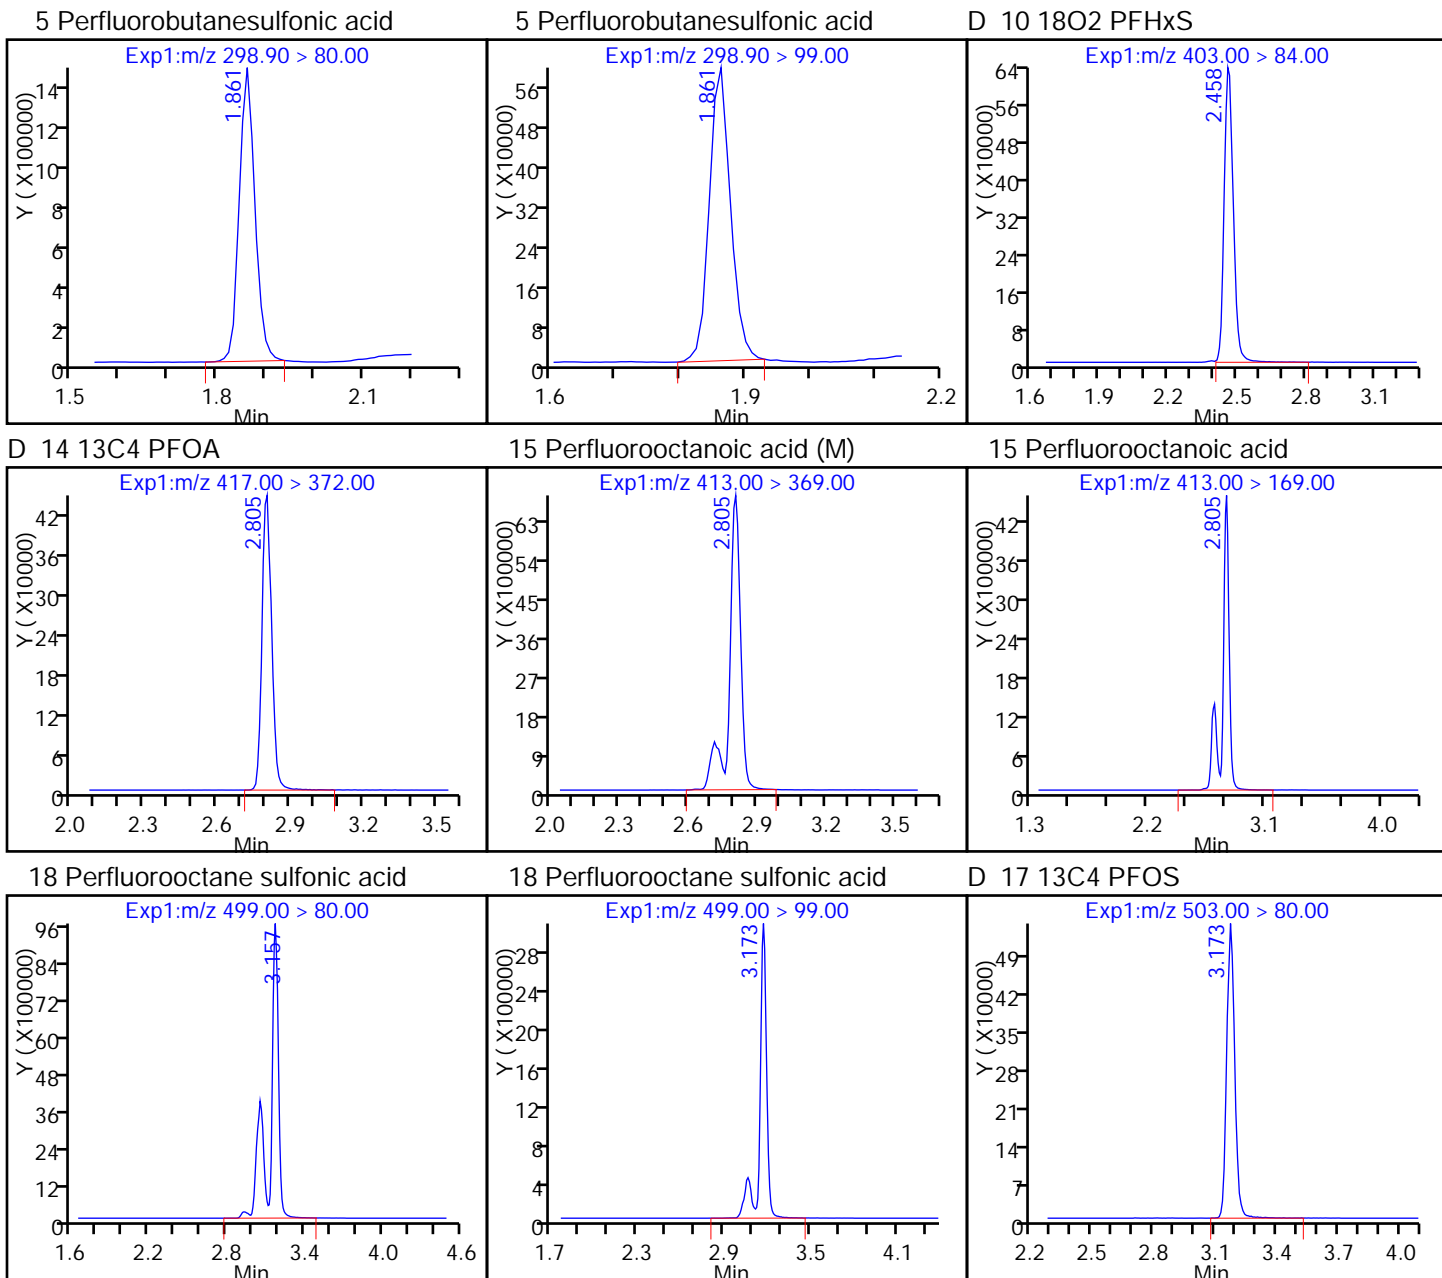 5 Perfluorobutanesulfonic acid
Exp1:m/z 298.90 > 80.00
1.861
Y ( X100000)
14
12
10
8
6
4
2
0
1.5 1.8 2.1
Min
5 Perfluorobutanesulfonic acid
Exp1:m/z 298.90 > 99.00
1.861
Y ( X100000)
56
48
40
32
24
16
8
0
1.6 1.9 2.2
Min
D 10 18O2 PFHxS
Exp1:m/z 403.00 > 84.00
2.458
Y ( X100000)
64
56
48
40
32
24
16
8
0
1.6 1.9 2.2 2.5 2.8 3.1
Min
D 14 13C4 PFOA
Exp1:m/z 417.00 > 372.00
2.805
Y ( X100000)
42
36
30
24
18
12
6
0
2.0 2.3 2.6 2.9 3.2 3.5
Min
15 Perfluorooctanoic acid (M)
Exp1:m/z 413.00 > 369.00
2.805
Y ( X100000)
63
54
45
36
27
18
9
0
2.0 2.3 2.6 2.9 3.2 3.5
Min
15 Perfluorooctanoic acid
Exp1:m/z 413.00 > 169.00
2.805
Y ( X100000)
42
36
30
24
18
12
6
0
1.3 2.2 3.1 4.0
Min
18 Perfluorooctane sulfonic acid
Exp1:m/z 499.00 > 80.00
3.157
Y ( X100000)
96
84
72
60
48
36
24
12
0
1.6 2.2 2.8 3.4 4.0 4.6
Min
18 Perfluorooctane sulfonic acid
Exp1:m/z 499.00 > 99.00
3.173
Y ( X100000)
28
24
20
16
12
8
4
0
1.7 2.3 2.9 3.5 4.1
Min
D 17 13C4 PFOS
Exp1:m/z 503.00 > 80.00
3.173
Y ( X100000)
49
42
35
28
21
14
7
0
2.2 2.5 2.8 3.1 3.4 3.7 4.0
Min